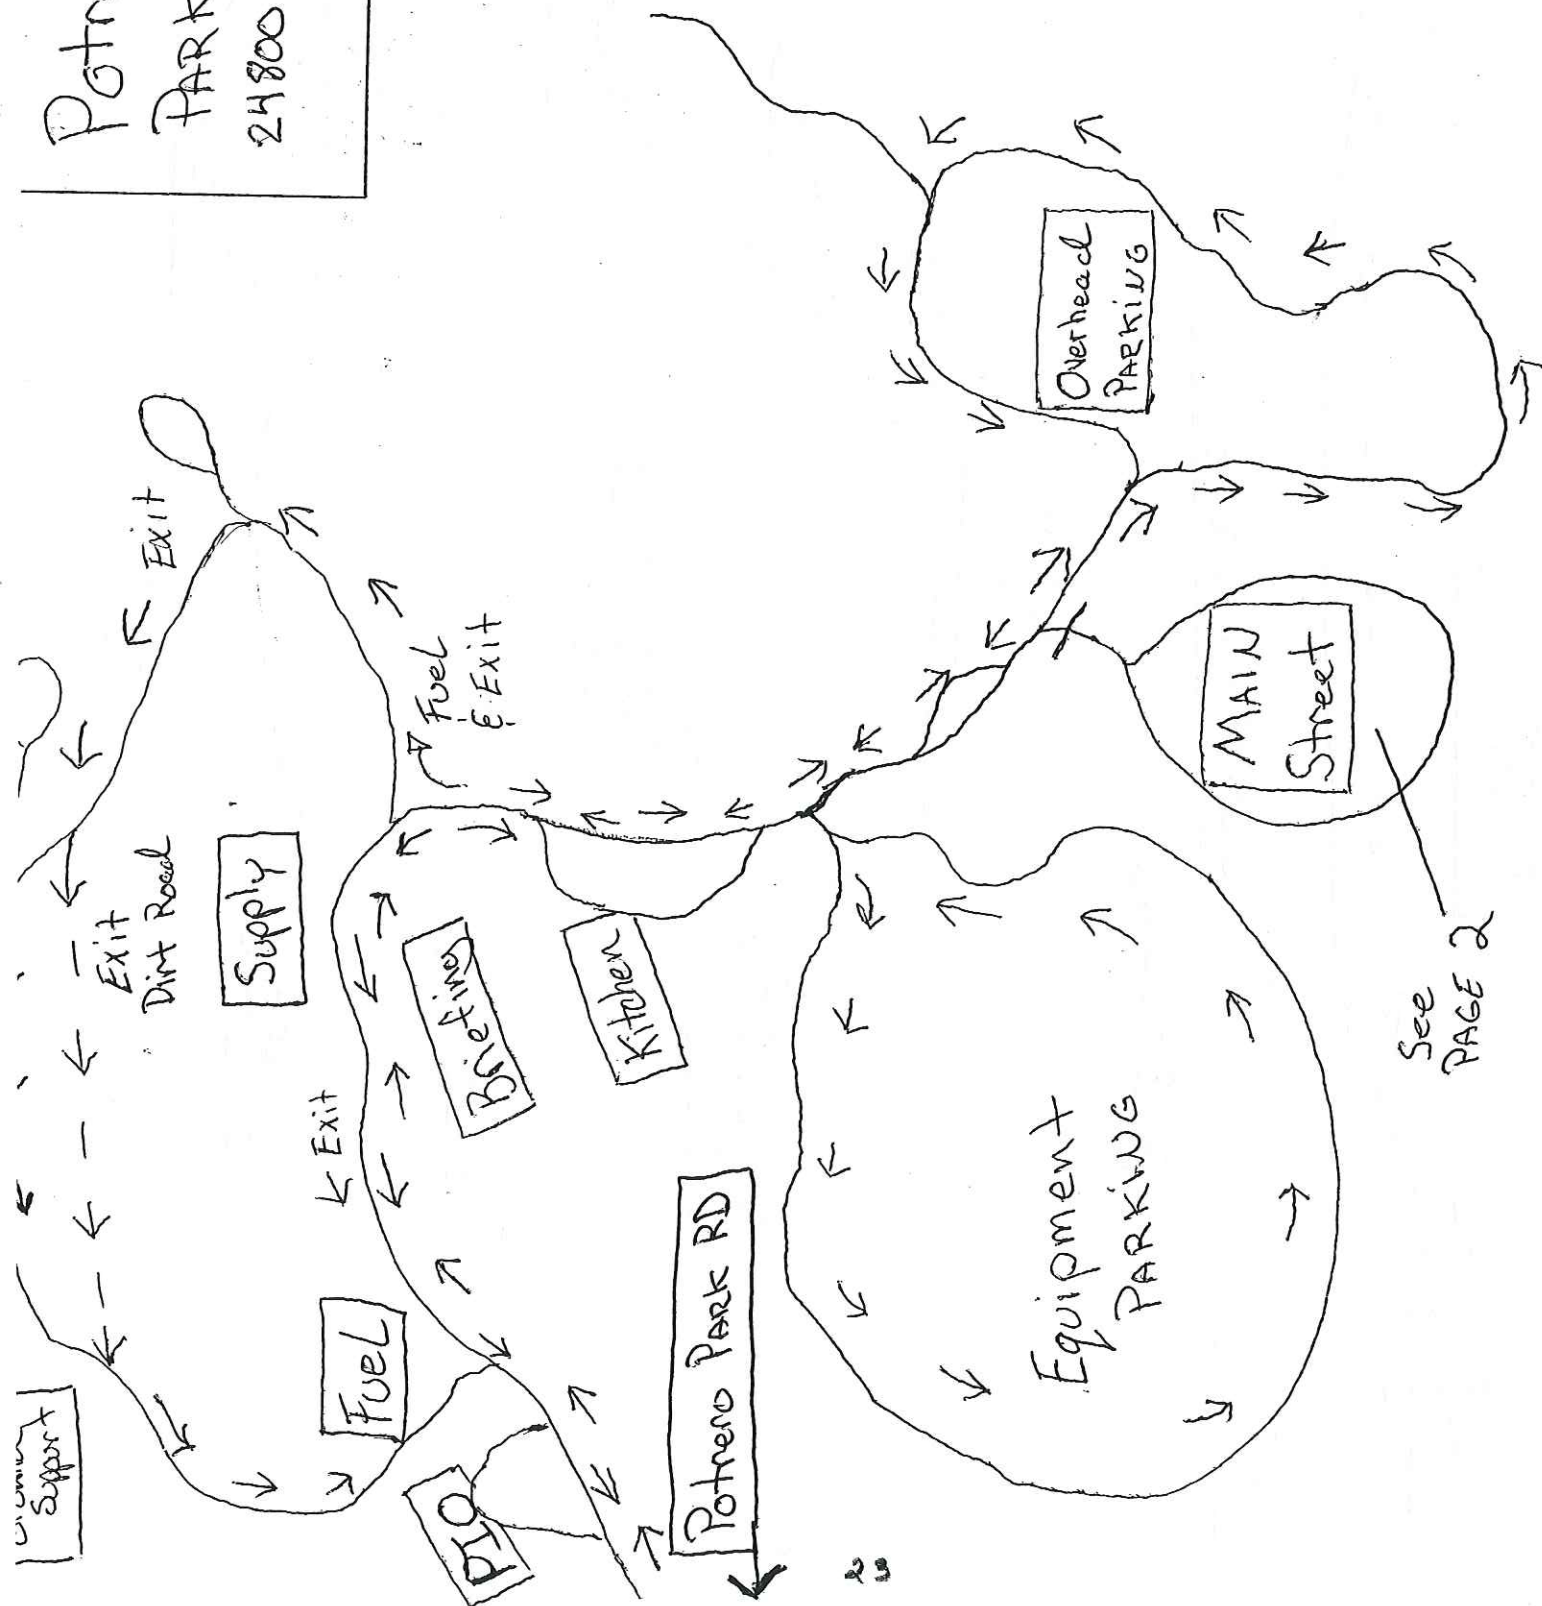 Potr
PARK
24800
Exit
Fuel
& Exit
Overhead
PARKING
MAIN
Street
See
PAGE 2
Exit
Dirt Road
Supply
Exit
Briefing
Kitchen
Fuel
PIO
Potrero PARK RD
Equipment
PARKING
Support
23